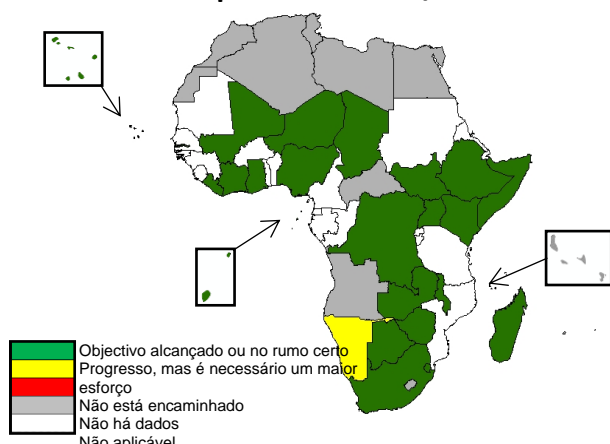 Objectivo alcançado ou no rumo certo
Progresso, mas é necessário um maior
esforço
Não está encaminhado
Não há dados
Não aplicável